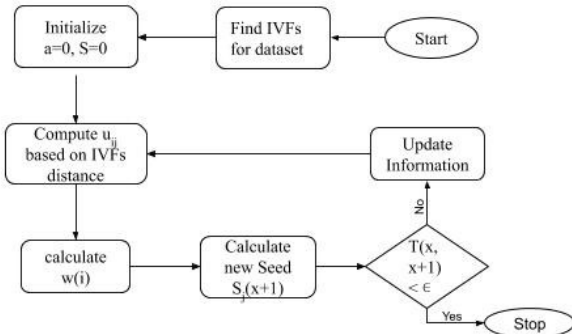 Initialize
a=0, S=0
Find IVFs
for dataset
Start
Compute u_ij
based on IVFs
distance
Update
Information
No
calculate
w(i)
Calculate
new Seed
S_j(x+1)
T(x,
x+1)
< ∈
Yes
Stop